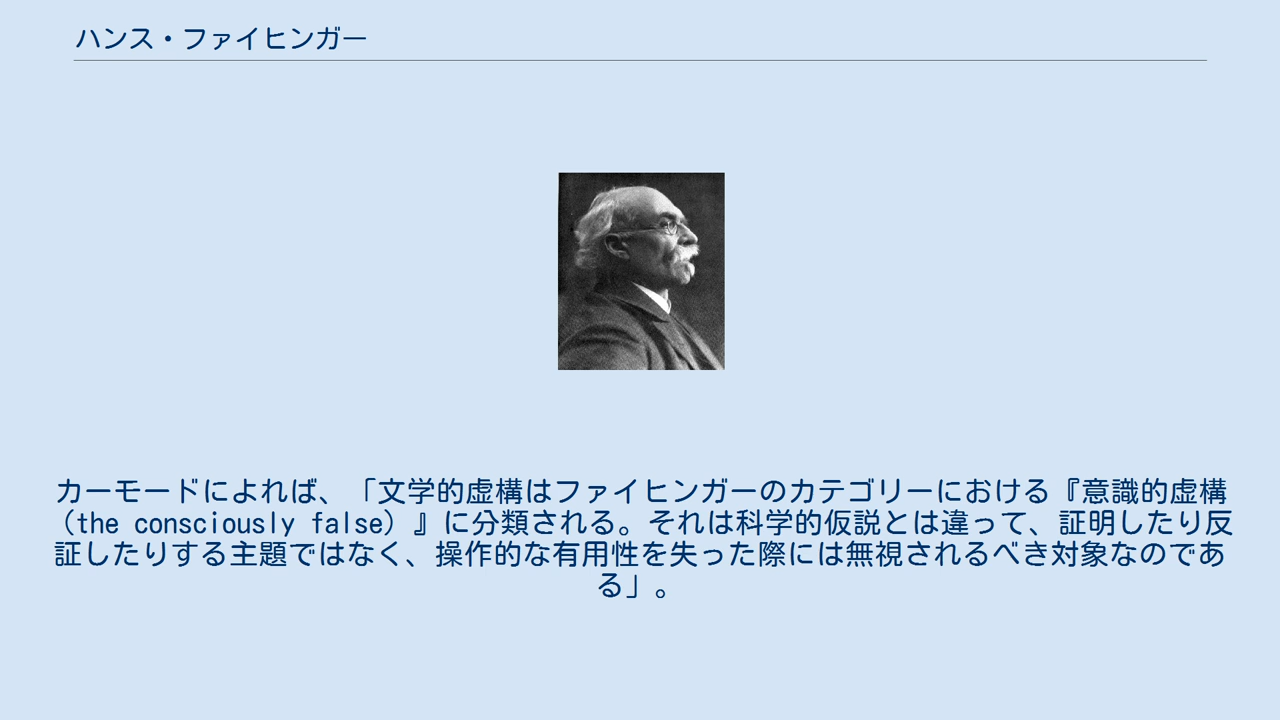 ハンス・ファイヒンガー
カーモードによれば、「文学的虚構はファイヒンガーのカテゴリーにおける『意識的虚構
（the consciously false）』に分類される。それは科学的仮説とは違って、証明したり反
証したりする主題ではなく、操作的な有用性を失った際には無視されるべき対象なのであ
る」。